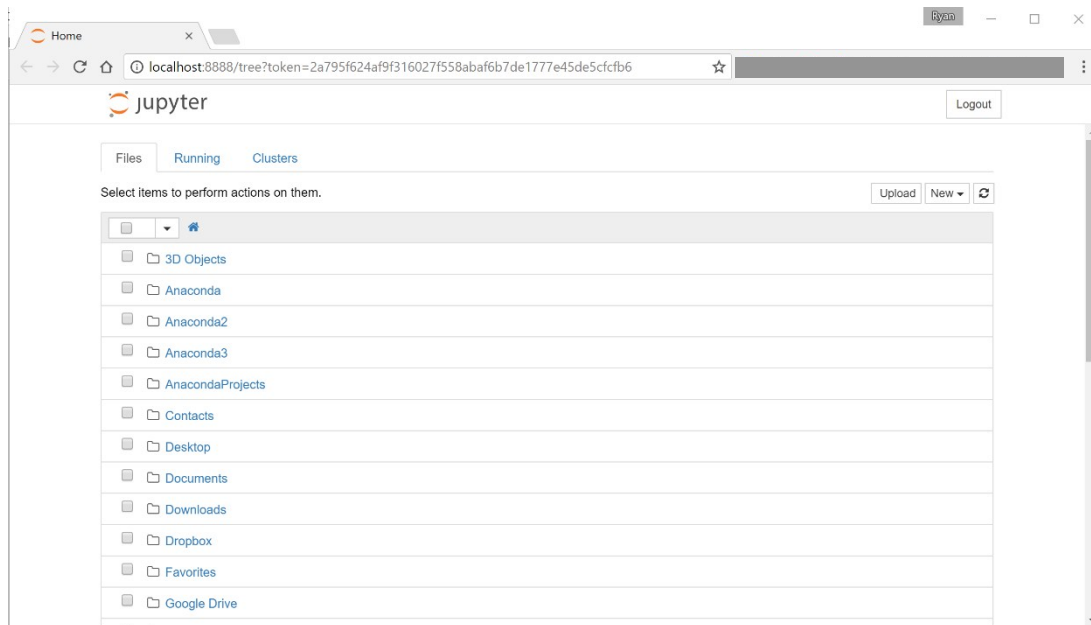 Ryan
Home
localhost:8888/tree?token=2a795f624af9f316027f558abaf6b7de1777e45de5cfcfb6
jupyter
Logout
Files Running Clusters
Select items to perform actions on them.
Upload New
3D Objects
Anaconda
Anaconda2
Anaconda3
AnacondaProjects
Contacts
Desktop
Documents
Downloads
Dropbox
Favorites
Google Drive